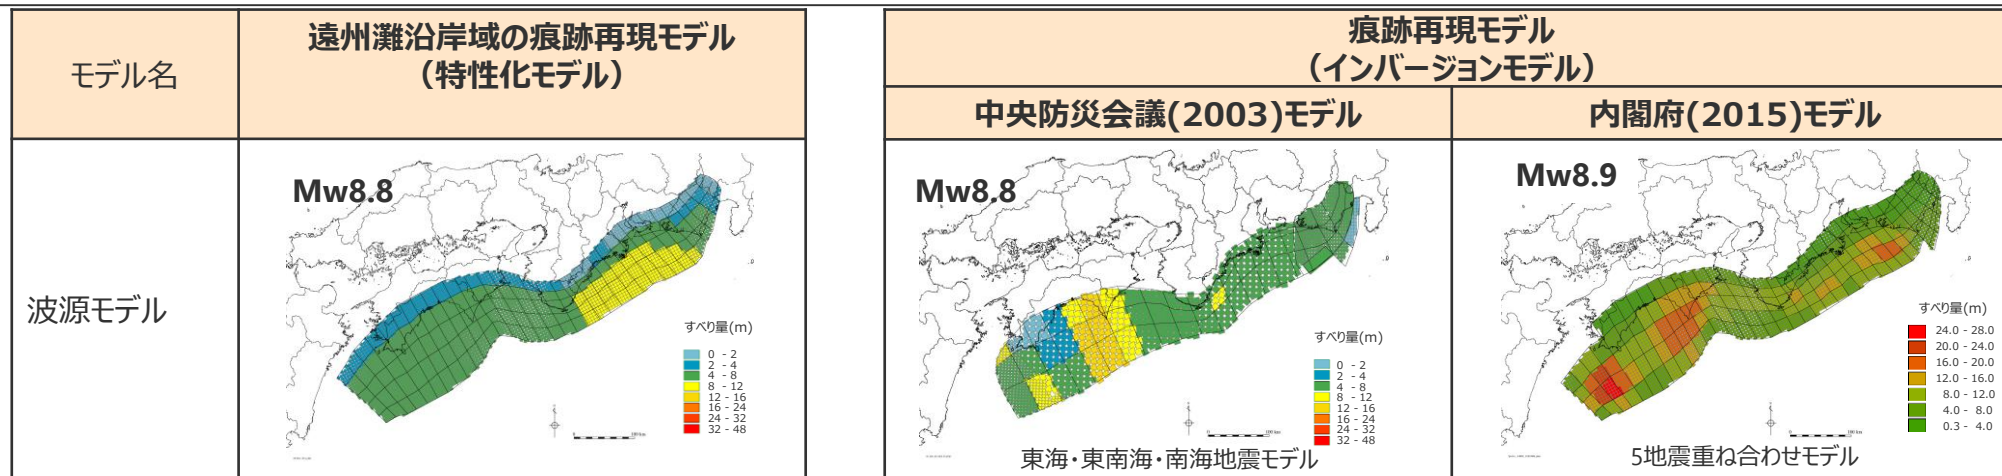 モデル名
遠州灘沿岸域の痕跡再現モデル
（特性化モデル）
痕跡再現モデル
（インバージョンモデル）
中央防災会議(2003)モデル
内閣府(2015)モデル
波源モデル
Mw8.8
すべり量(m)
0 - 2
2 - 4
4 - 8
8 - 12
12 - 16
16 - 24
24 - 32
32 - 48
Mw8.8
すべり量(m)
0 - 2
2 - 4
4 - 8
8 - 12
12 - 16
16 - 24
24 - 32
32 - 48
東海・東南海・南海地震モデル
Mw8.9
すべり量(m)
24.0 - 28.0
20.0 - 24.0
16.0 - 20.0
12.0 - 16.0
8.0 - 12.0
4.0 - 8.0
0.3 - 4.0
5地震重ね合わせモデル